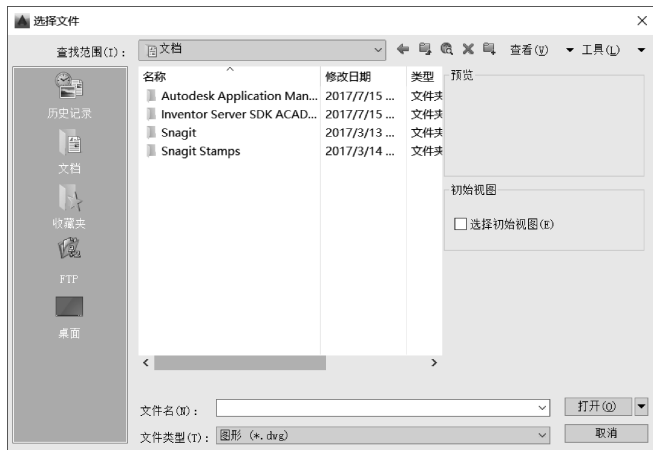 选择文件
查找范围(I): 文档 查看(V) 工具(L)
历史记录
文档
收藏夹
FTP
桌面
名称 修改日期 类型
Autodesk Application Man... 2017/7/15 ... 文件夹
Inventor Server SDK ACAD... 2017/7/15 ... 文件夹
Snagit 2017/3/13 ... 文件夹
Snagit Stamps 2017/3/14 ... 文件夹
预览
初始视图
选择初始视图(E)
文件名(N): 打开(O)
文件类型(T): 图形 (*.dwg) 取消